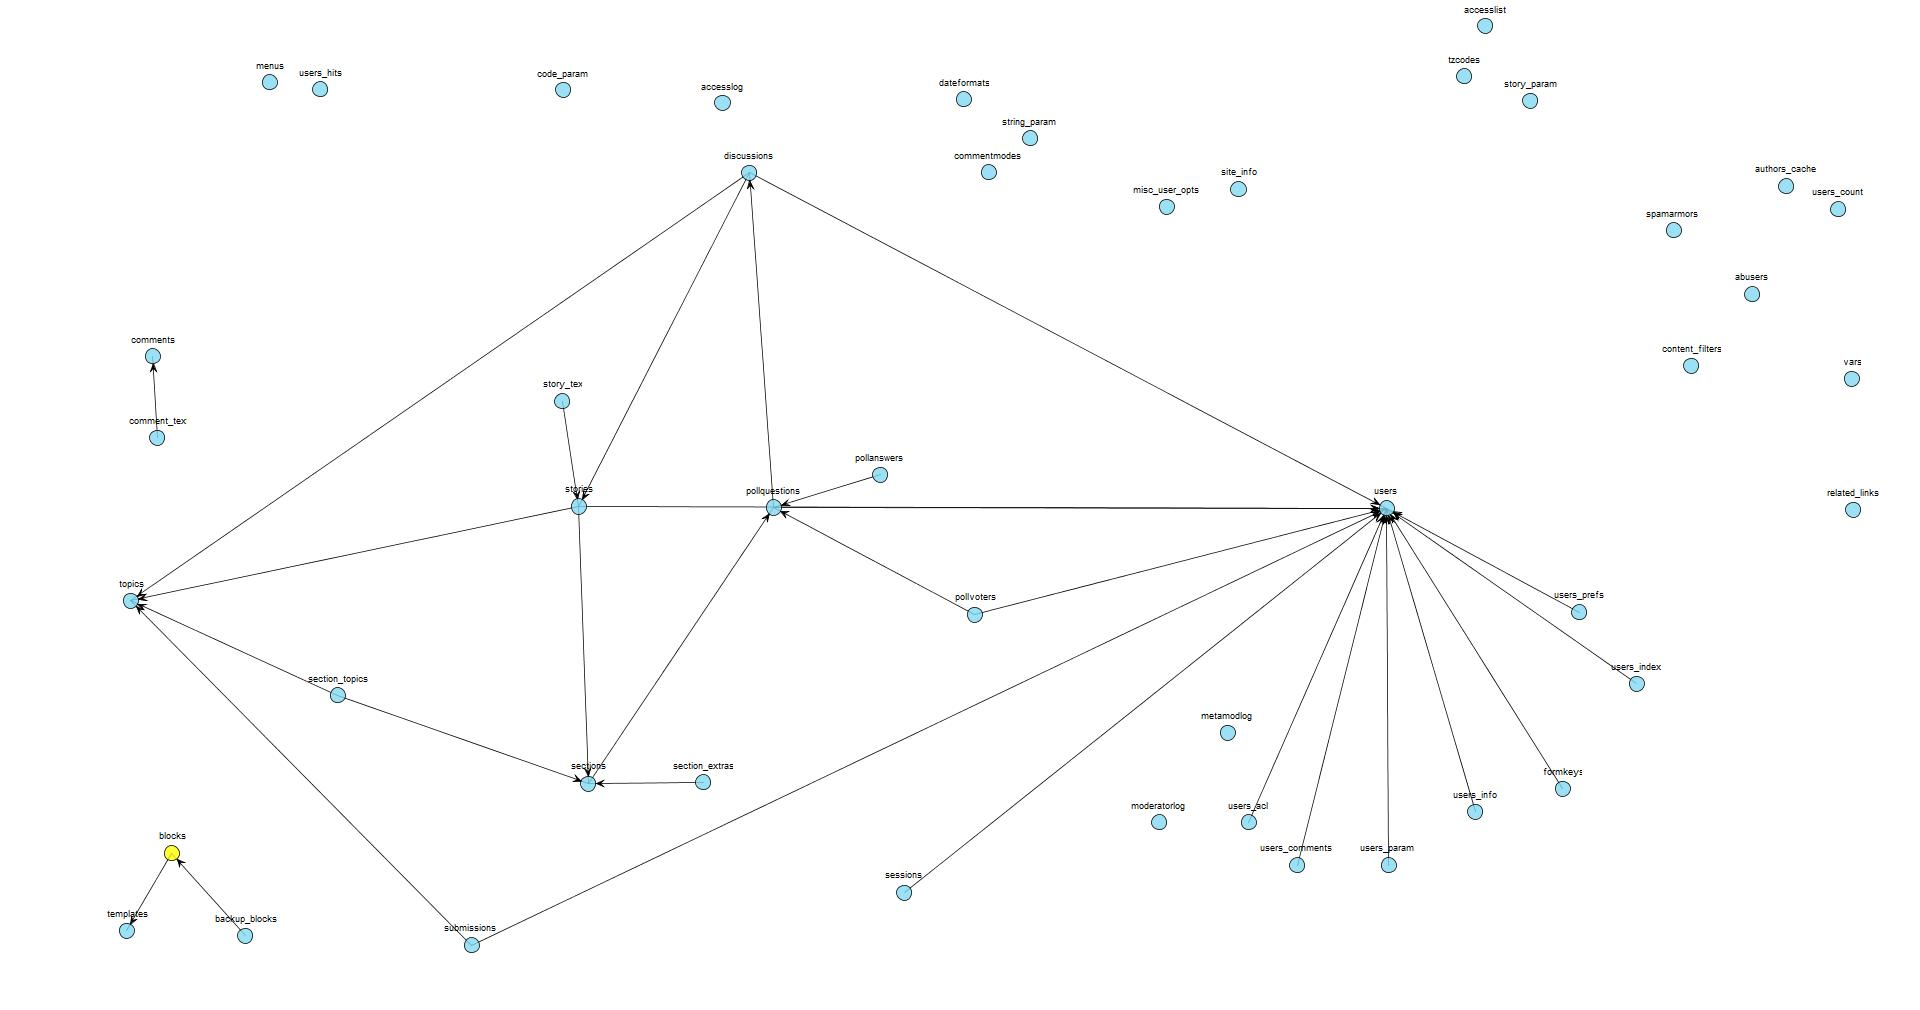 accesslist
tzcodes
menus
users_hits
code_param
dateformats
story_param
accesslog
string_param
discussions
commentmodes
authors_cache
site_info
misc_user_opts
users_count
spamarmors
abusers
comments
content_filters
vars
story_tex
comment_tex
pollanswers
stories
pollquestions
users
related_links
topics
pollvoters
users_prefs
users_index
section_topics
metamodlog
sections
section_extras
formkeys
users_info
moderatorlog
users_acl
blocks
users_comments
users_param
sessions
templates
backup_blocks
submissions